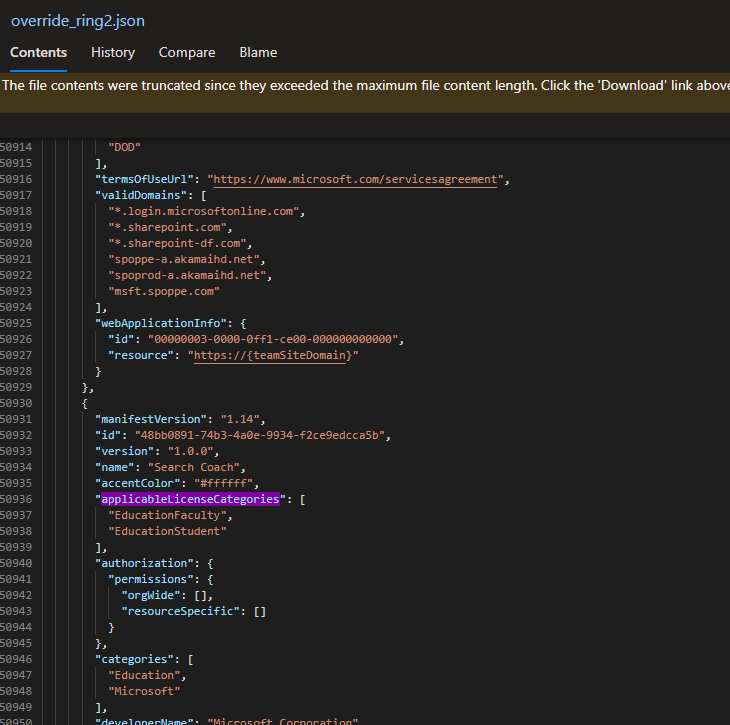 override_ring2.json
Contents History Compare Blame
The file contents were truncated since they exceeded the maximum file content length. Click the 'Download' link above
50914 "DOD"
50915 ],
50916 "termsOfUseUrl": "https://www.microsoft.com/servicesagreement",
50917 "validDomains": [
50918 "*.login.microsoftonline.com",
50919 "*.sharepoint.com",
50920 "*.sharepoint-df.com",
50921 "spoppe-a.akamaihd.net",
50922 "spoprod-a.akamaihd.net",
50923 "msft.spoppe.com"
50924 ],
50925 "webApplicationInfo": {
50926 "id": "00000003-0000-0ff1-ce00-000000000000",
50927 "resource": "https://{teamSiteDomain}"
50928 }
50929 },
50930 {
50931 "manifestVersion": "1.14",
50932 "id": "48bb0891-74b3-4a0e-9934-f2ce9edcca5b",
50933 "version": "1.0.0",
50934 "name": "Search Coach",
50935 "accentColor": "#ffffff",
50936 "applicableLicenseCategories": [
50937 "EducationFaculty",
50938 "EducationStudent"
50939 ],
50940 "authorization": {
50941 "permissions": {
50942 "orgWide": [],
50943 "resourceSpecific": []
50944 }
50945 },
50946 "categories": [
50947 "Education",
50948 "Microsoft"
50949 ],
50950 "developerName": "Microsoft Corporation"